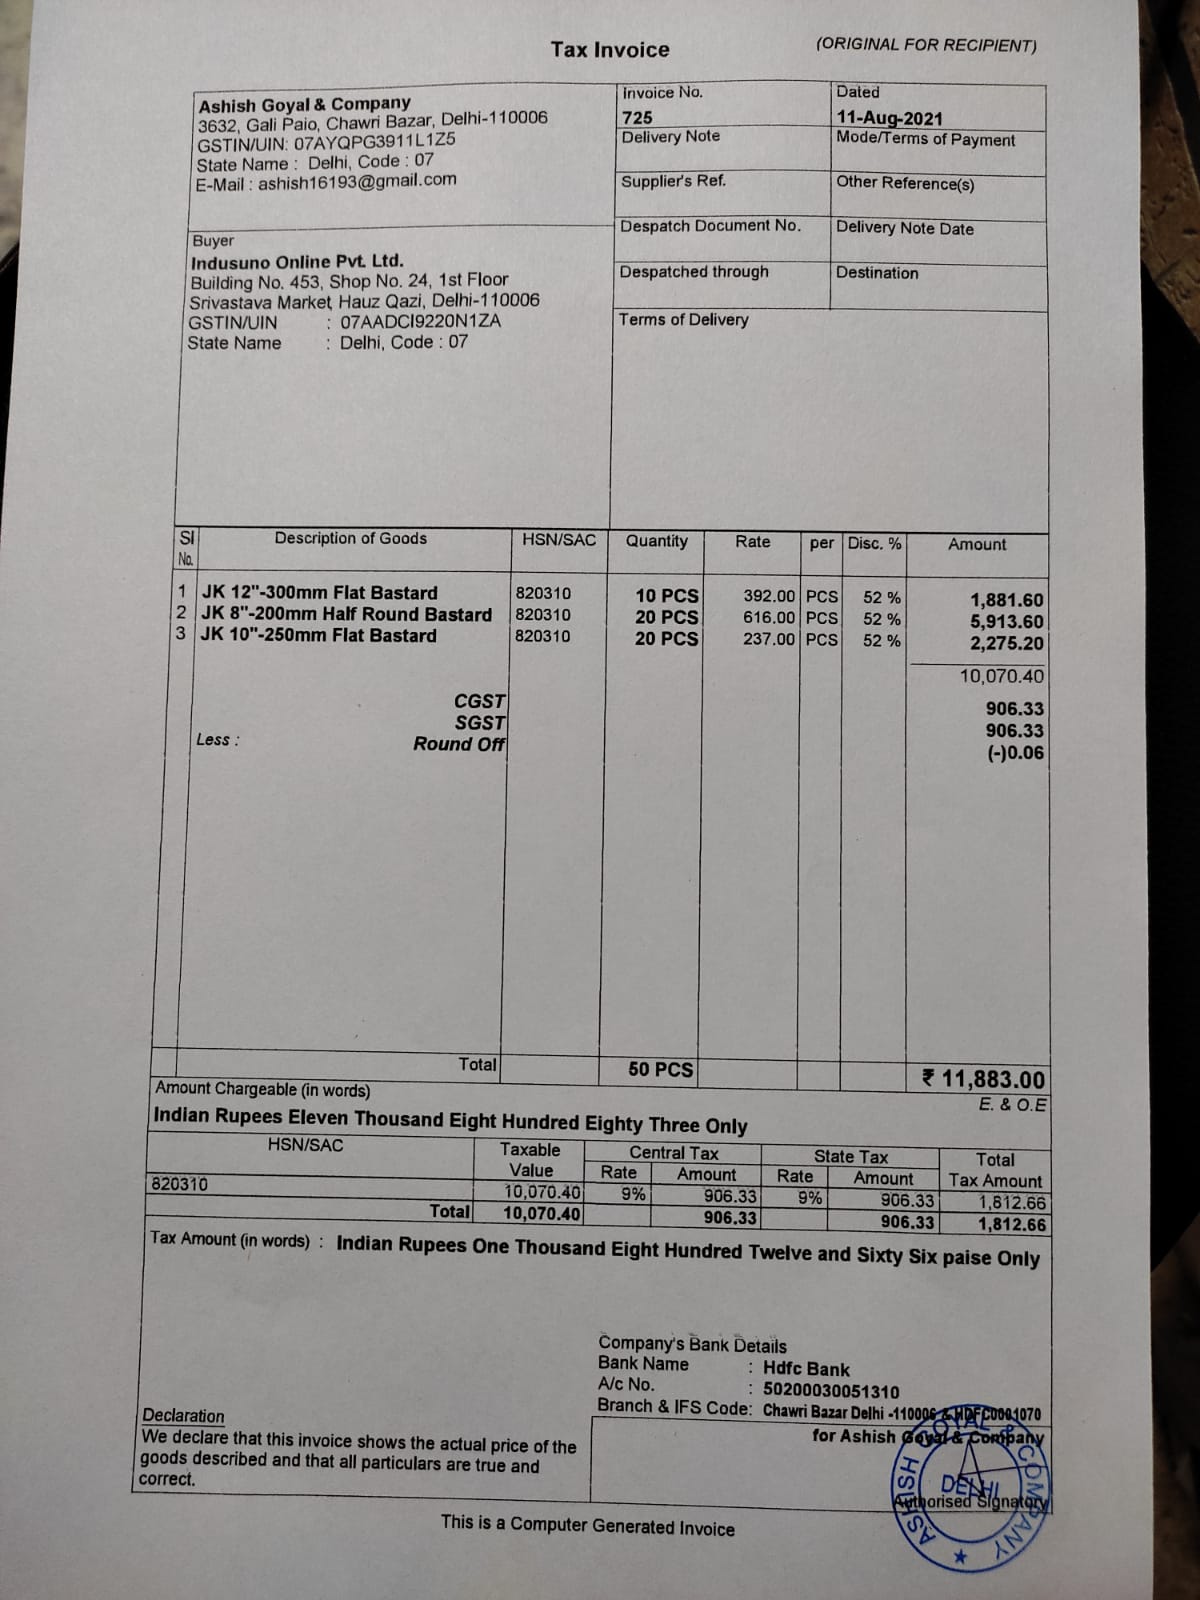 Tax Invoice
(ORIGINAL FOR RECIPIENT)
Ashish Goyal & Company
3632, Gali Paio, Chawri Bazar, Delhi-110006
GSTIN/UIN: 07AYQPG3911L1Z5
State Name : Delhi, Code : 07
E-Mail : ashish16193@gmail.com
Invoice No.
725
Dated
11-Aug-2021
Delivery Note
Mode/Terms of Payment
Supplier's Ref.
Other Reference(s)
Despatch Document No.
Delivery Note Date
Despatched through
Destination
Terms of Delivery
Buyer
Indusuno Online Pvt. Ltd.
Building No. 453, Shop No. 24, 1st Floor
Srivastava Market, Hauz Qazi, Delhi-110006
GSTIN/UIN : 07AADCI9220N1ZA
State Name : Delhi, Code : 07
Sl No. Description of Goods HSN/SAC Quantity Rate per Disc. % Amount
1 JK 12"-300mm Flat Bastard 820310 10 PCS 392.00 PCS 52 % 1,881.60
2 JK 8"-200mm Half Round Bastard 820310 20 PCS 616.00 PCS 52 % 5,913.60
3 JK 10"-250mm Flat Bastard 820310 20 PCS 237.00 PCS 52 % 2,275.20
10,070.40
CGST 906.33
SGST 906.33
Less : Round Off (-)0.06
Total 50 PCS ₹ 11,883.00
Amount Chargeable (in words) E. & O.E
Indian Rupees Eleven Thousand Eight Hundred Eighty Three Only
HSN/SAC Taxable Value Central Tax State Tax Total Tax Amount
Rate Amount Rate Amount
820310 10,070.40 9% 906.33 9% 906.33 1,812.66
Total 10,070.40 906.33 906.33 1,812.66
Tax Amount (in words) : Indian Rupees One Thousand Eight Hundred Twelve and Sixty Six paise Only
Company's Bank Details
Bank Name : Hdfc Bank
A/c No. : 50200030051310
Branch & IFS Code: Chawri Bazar Delhi -110006 & HDFC0001070
Declaration
We declare that this invoice shows the actual price of the
goods described and that all particulars are true and
correct.
for Ashish Goyal & Company
Authorised Signatory
ASHISH GOYAL & COMPANY
DELHI
This is a Computer Generated Invoice